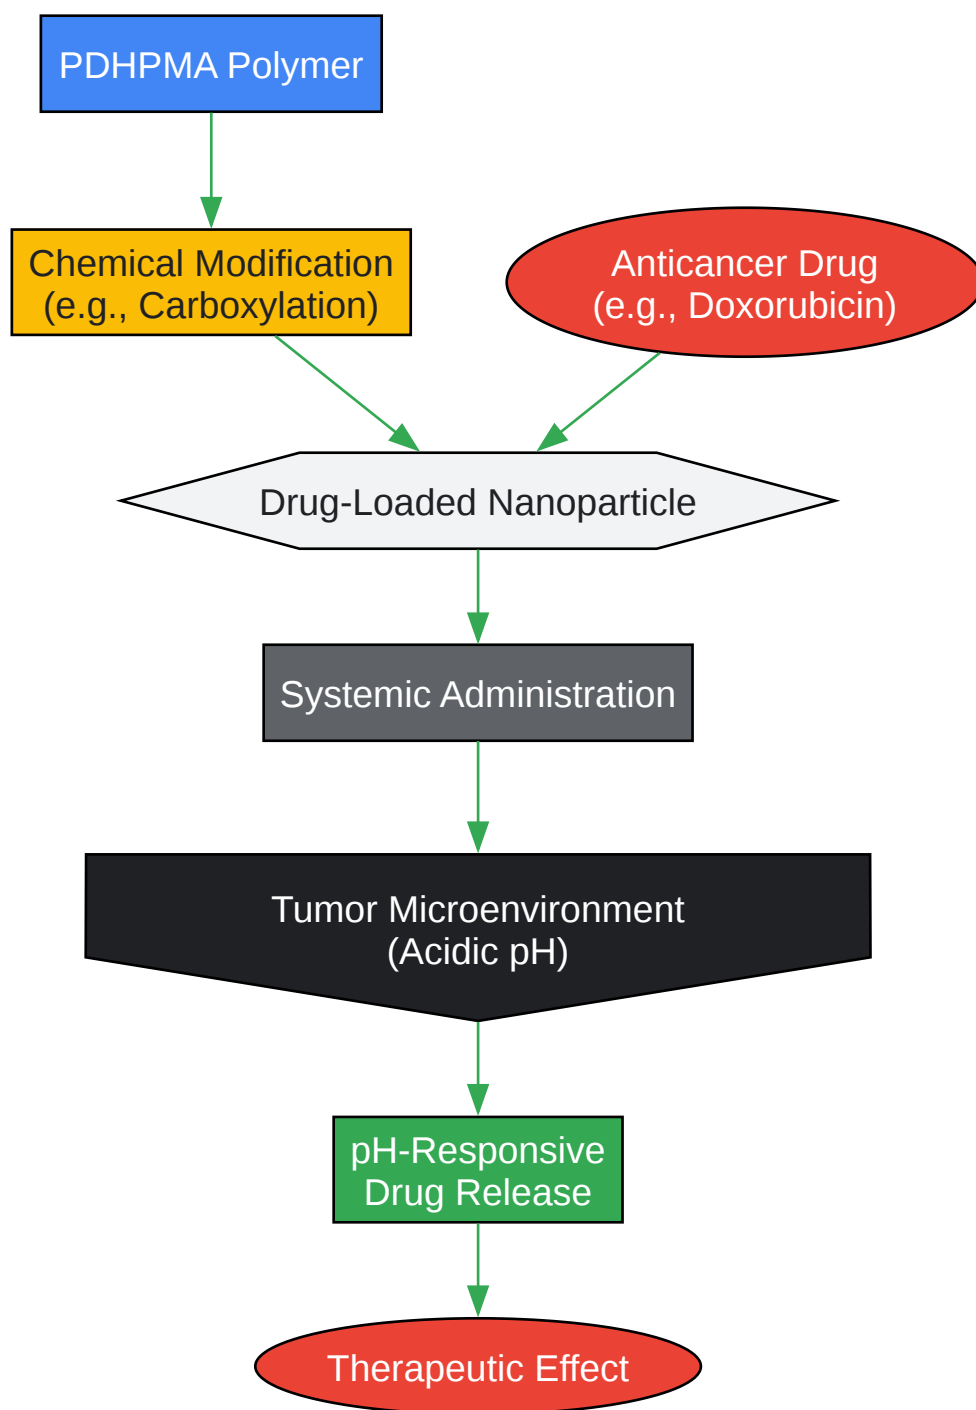 PDHPMA Polymer
Chemical Modification
(e.g., Carboxylation)
Anticancer Drug
(e.g., Doxorubicin)
Drug-Loaded Nanoparticle
Systemic Administration
Tumor Microenvironment
(Acidic pH)
pH-Responsive
Drug Release
Therapeutic Effect